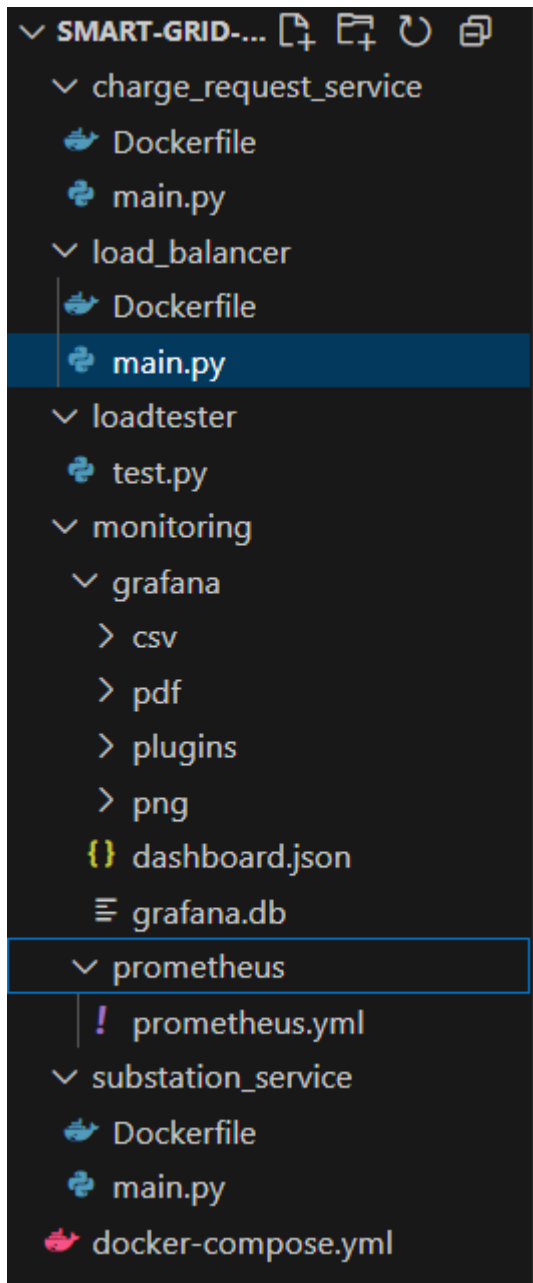 SMART-GRID-...
charge_request_service
Dockerfile
main.py
load_balancer
Dockerfile
main.py
loadtester
test.py
monitoring
grafana
csv
pdf
plugins
png
{} dashboard.json
grafana.db
prometheus
! prometheus.yml
substation_service
Dockerfile
main.py
docker-compose.yml